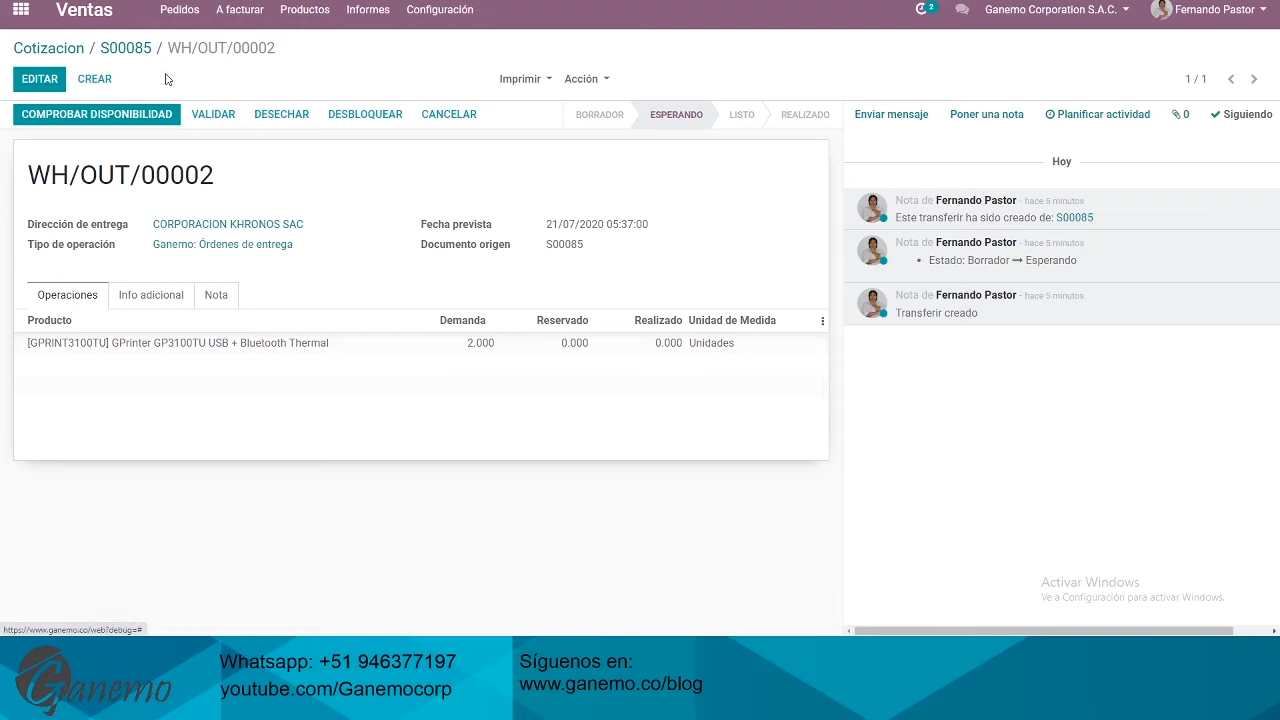 Ventas Pedidos A facturar Productos Informes Configuración 2 Ganemo Corporation S.A.C. Fernando Pastor
Cotizacion / S00085 / WH/OUT/00002
EDITAR CREAR Imprimir Acción 1 / 1
COMPROBAR DISPONIBILIDAD VALIDAR DESECHAR DESBLOQUEAR CANCELAR BORRADOR ESPERANDO LISTO REALIZADO
Enviar mensaje Poner una nota Planificar actividad 0 Siguiendo
WH/OUT/00002
Dirección de entrega CORPORACION KHRONOS SAC Fecha prevista 21/07/2020 05:37:00
Tipo de operación Ganemo: Órdenes de entrega Documento origen S00085
Operaciones Info adicional Nota
Producto Demanda Reservado Realizado Unidad de Medida
[GPRINT3100TU] GPrinter GP3100TU USB + Bluetooth Thermal 2.000 0.000 0.000 Unidades
Hoy
Nota de Fernando Pastor - hace 5 minutos
Este transferir ha sido creado de: S00085
Nota de Fernando Pastor - hace 5 minutos
• Estado: Borrador ➞ Esperando
Nota de Fernando Pastor - hace 5 minutos
Transferir creado
Activar Windows
Ve a Configuración para activar Windows.
https://www.ganemo.co/web?debug=#
Ganemo
Whatsapp: +51 946377197
youtube.com/Ganemocorp
Síguenos en:
www.ganemo.co/blog